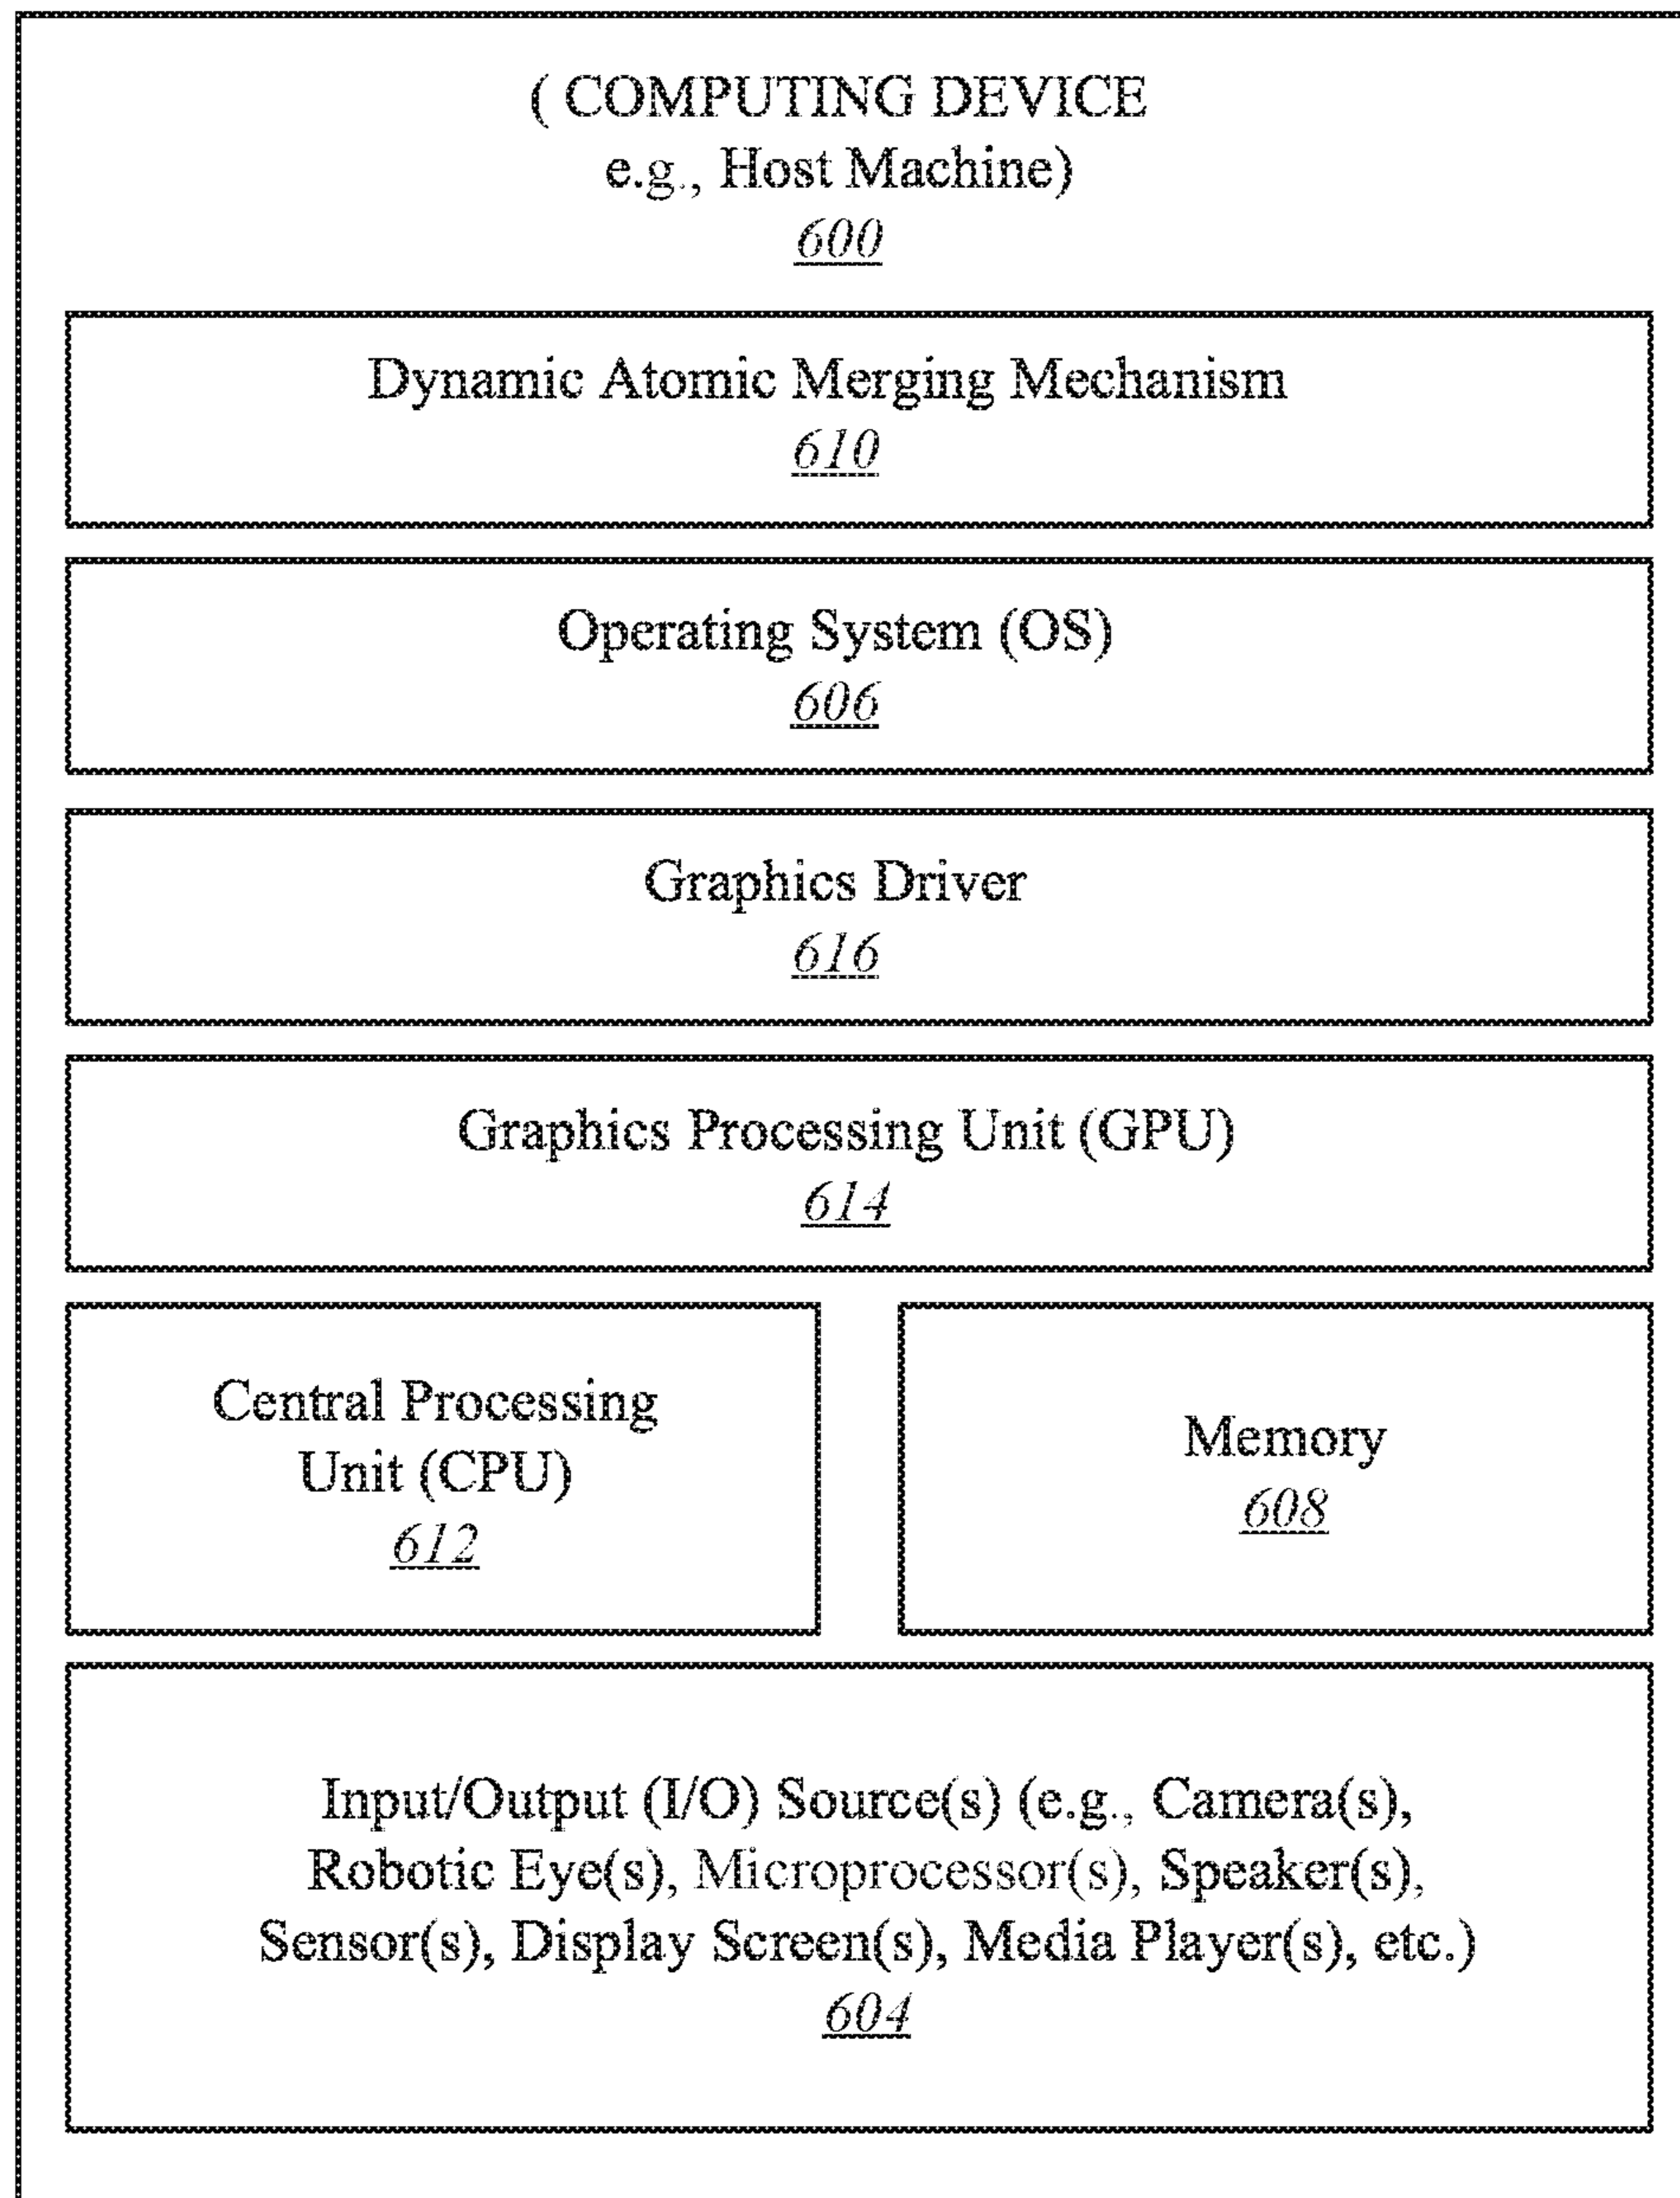 ( COMPUTING DEVICE
e.g., Host Machine)
600
Dynamic Atomic Merging Mechanism
610
Operating System (OS)
606
Graphics Driver
616
Graphics Processing Unit (GPU)
614
Central Processing
Unit (CPU)
612
Memory
608
Input/Output (I/O) Source(s) (e.g., Camera(s),
Robotic Eye(s), Microprocessor(s), Speaker(s),
Sensor(s), Display Screen(s), Media Player(s), etc.)
604